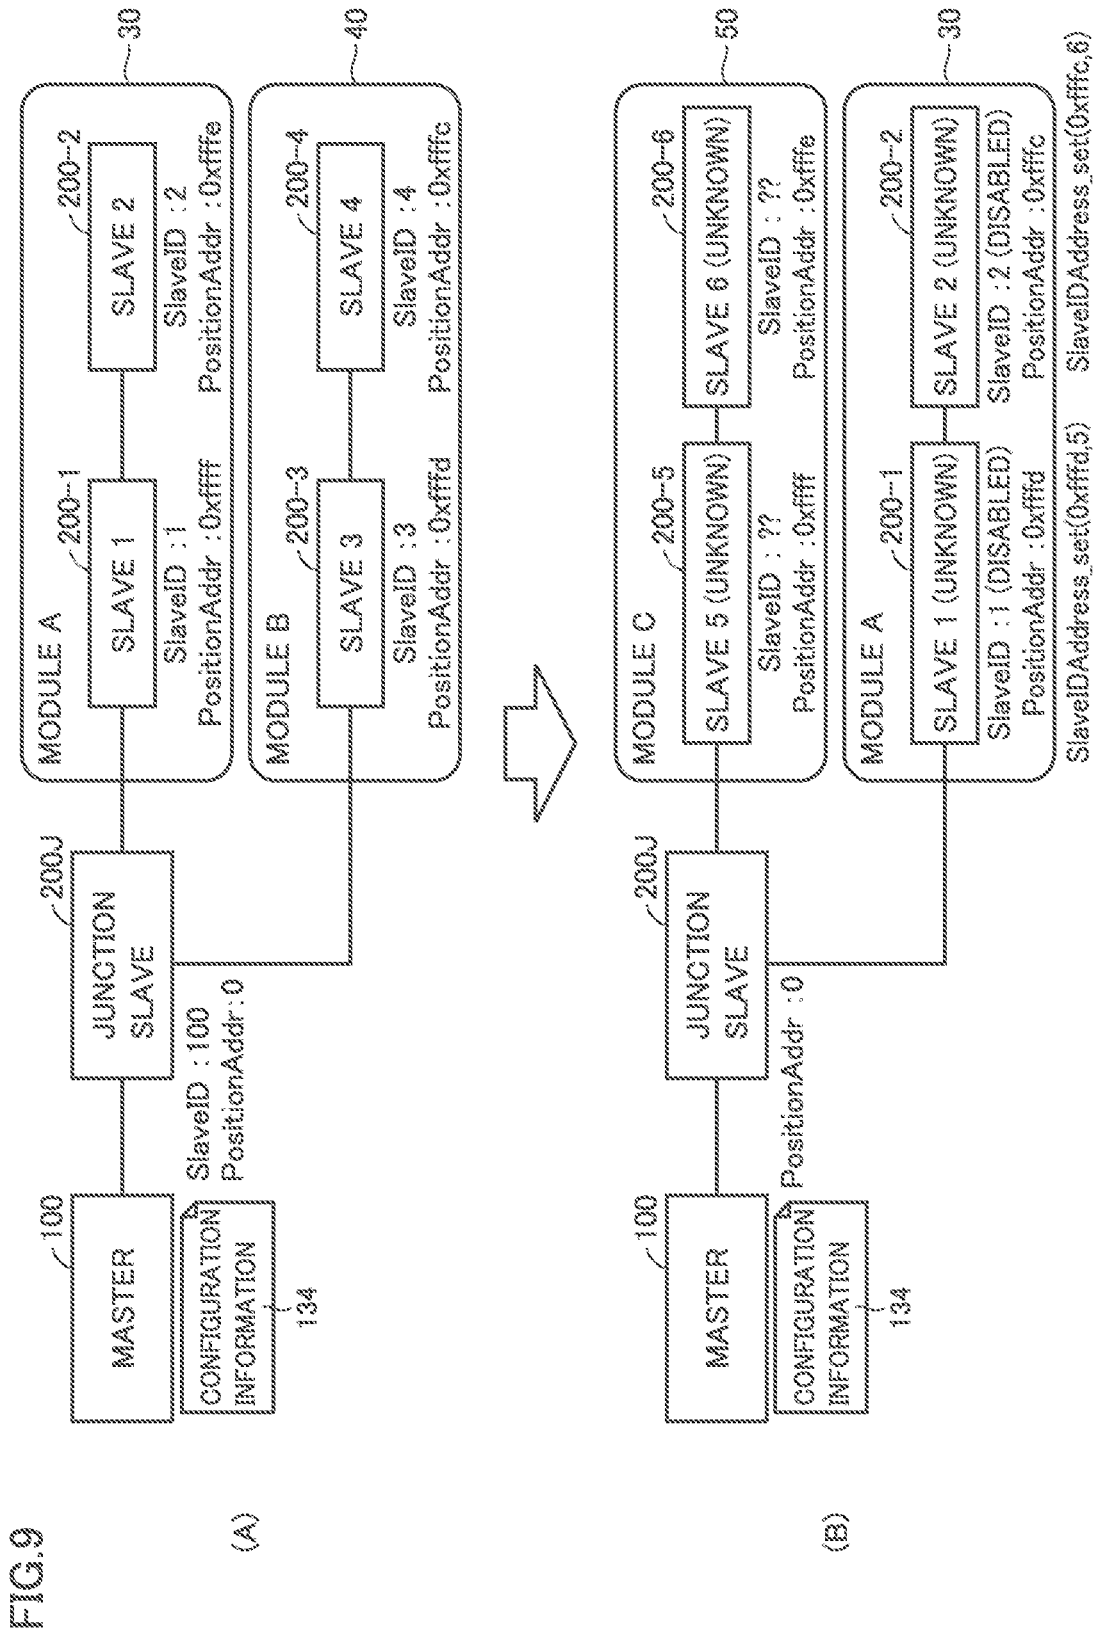 FIG.9
(A)
100
MASTER
CONFIGURATION
INFORMATION
134
200J
JUNCTION
SLAVE
SlaveID : 100
PositionAddr : 0
30
MODULE A
200-1
SLAVE 1
SlaveID : 1
PositionAddr : 0xffff
200-2
SLAVE 2
SlaveID : 2
PositionAddr : 0xfffe
40
MODULE B
200-3
SLAVE 3
SlaveID : 3
PositionAddr : 0xfffd
200-4
SLAVE 4
SlaveID : 4
PositionAddr : 0xfffc
(B)
100
MASTER
CONFIGURATION
INFORMATION
134
200J
JUNCTION
SLAVE
PositionAddr : 0
50
MODULE C
200-5
SLAVE 5 (UNKNOWN)
SlaveID : ??
PositionAddr : 0xffff
200-6
SLAVE 6 (UNKNOWN)
SlaveID : ??
PositionAddr : 0xfffe
30
MODULE A
200-1
SLAVE 1 (UNKNOWN)
SlaveID : 1 (DISABLED)
PositionAddr : 0xfffd
SlaveIDAddress_set(0xfffd,5)
200-2
SLAVE 2 (UNKNOWN)
SlaveID : 2 (DISABLED)
PositionAddr : 0xfffc
SlaveIDAddress_set(0xfffc,6)